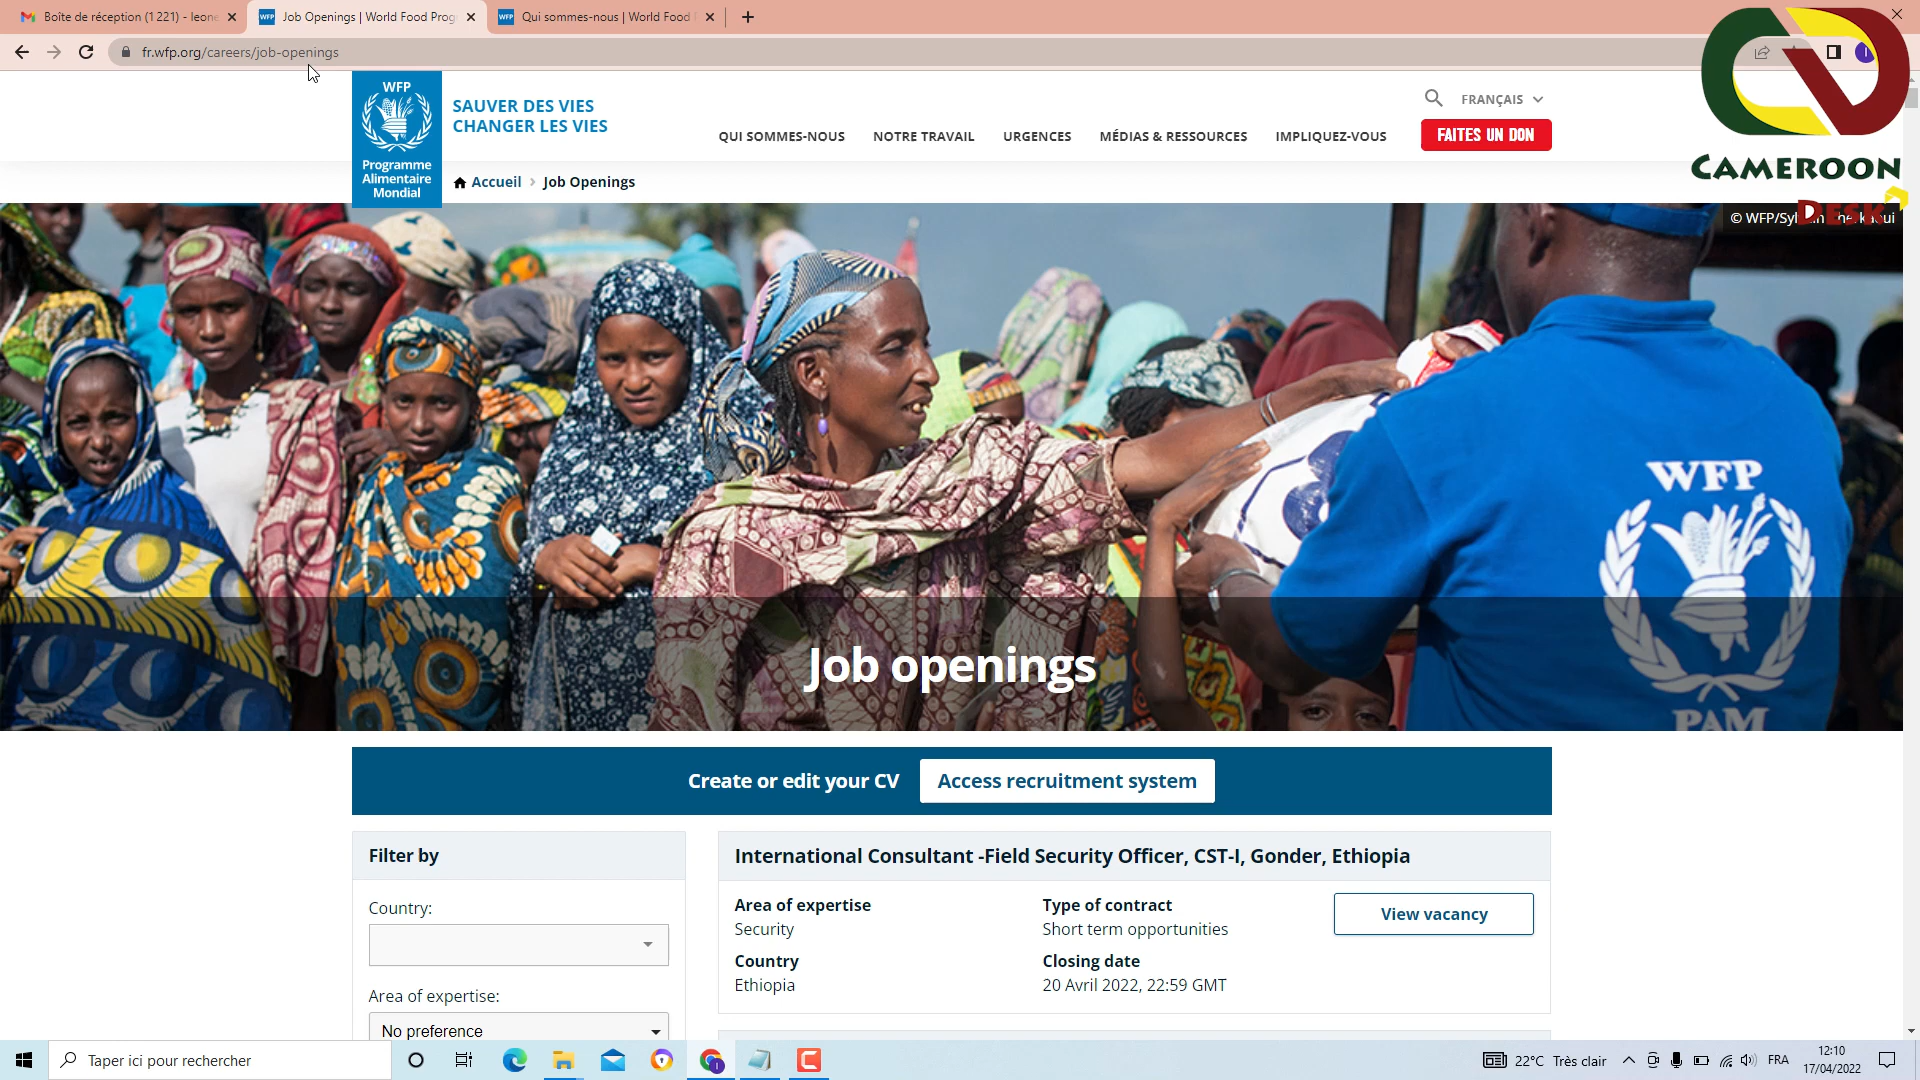 Boîte de réception (1 221) - leone
Job Openings | World Food Prog
Qui sommes-nous | World Food
fr.wfp.org/careers/job-openings
WFP
Programme
Alimentaire
Mondial
SAUVER DES VIES
CHANGER LES VIES
FRANÇAIS
QUI SOMMES-NOUS
NOTRE TRAVAIL
URGENCES
MÉDIAS & RESSOURCES
IMPLIQUEZ-VOUS
FAITES UN DON
CAMEROON
DESK
Accueil > Job Openings
© WFP/Sylvain Cherkaoui
WFP
PAM
Job openings
Create or edit your CV
Access recruitment system
Filter by
Country:
Area of expertise:
No preference
International Consultant -Field Security Officer, CST-I, Gonder, Ethiopia
Area of expertise
Security
Type of contract
Short term opportunities
View vacancy
Country
Ethiopia
Closing date
20 Avril 2022, 22:59 GMT
Taper ici pour rechercher
22°C Très clair
FRA
12:10
17/04/2022